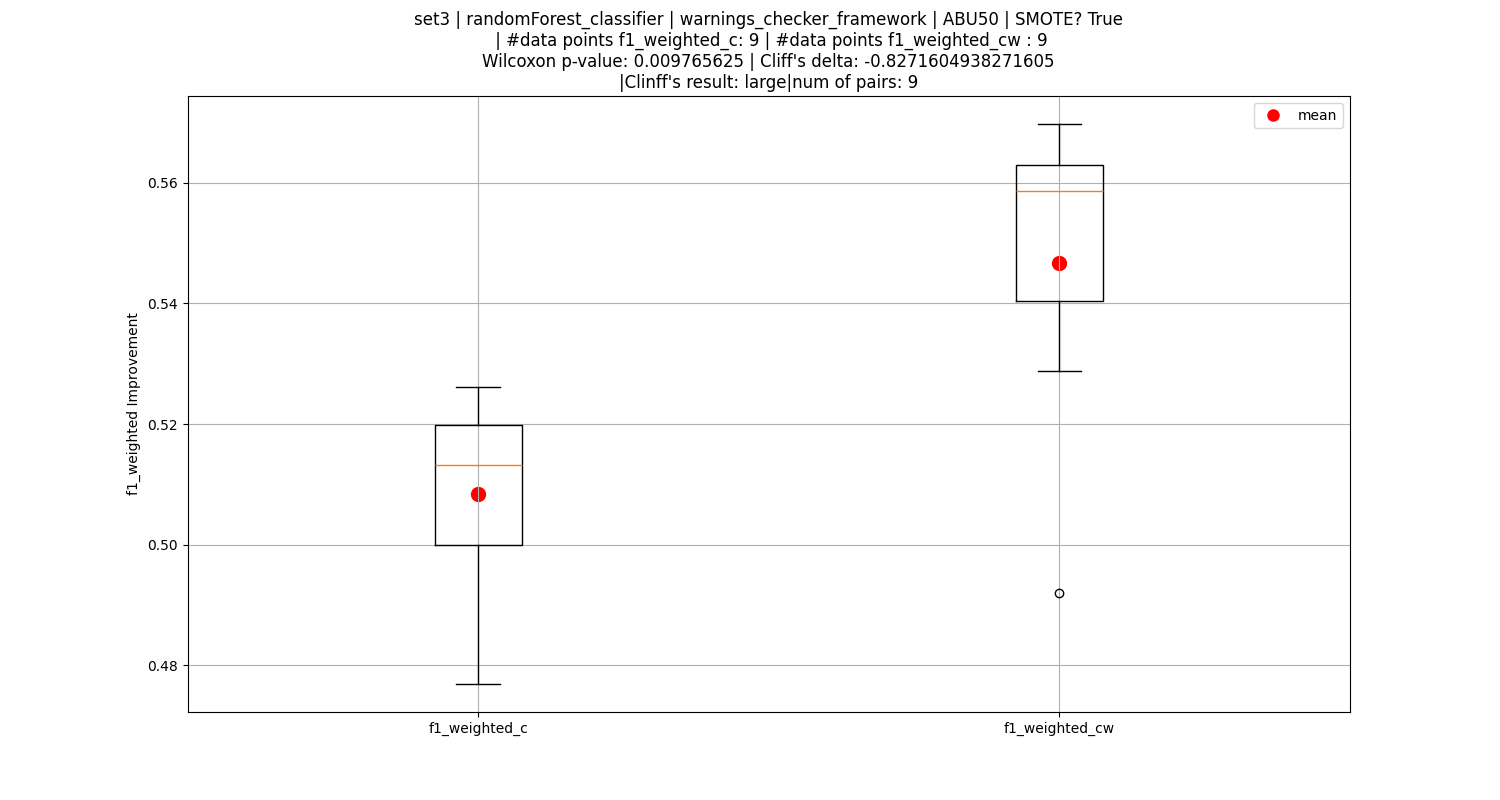 set3 | randomForest_classifier | warnings_checker_framework | ABU50 | SMOTE? True
| #data points f1_weighted_c: 9 | #data points f1_weighted_cw : 9
Wilcoxon p-value: 0.009765625 | Cliff's delta: -0.8271604938271605
|Clinff's result: large|num of pairs: 9
mean
0.56
0.54
0.52
0.50
0.48
f1_weighted Improvement
f1_weighted_c
f1_weighted_cw